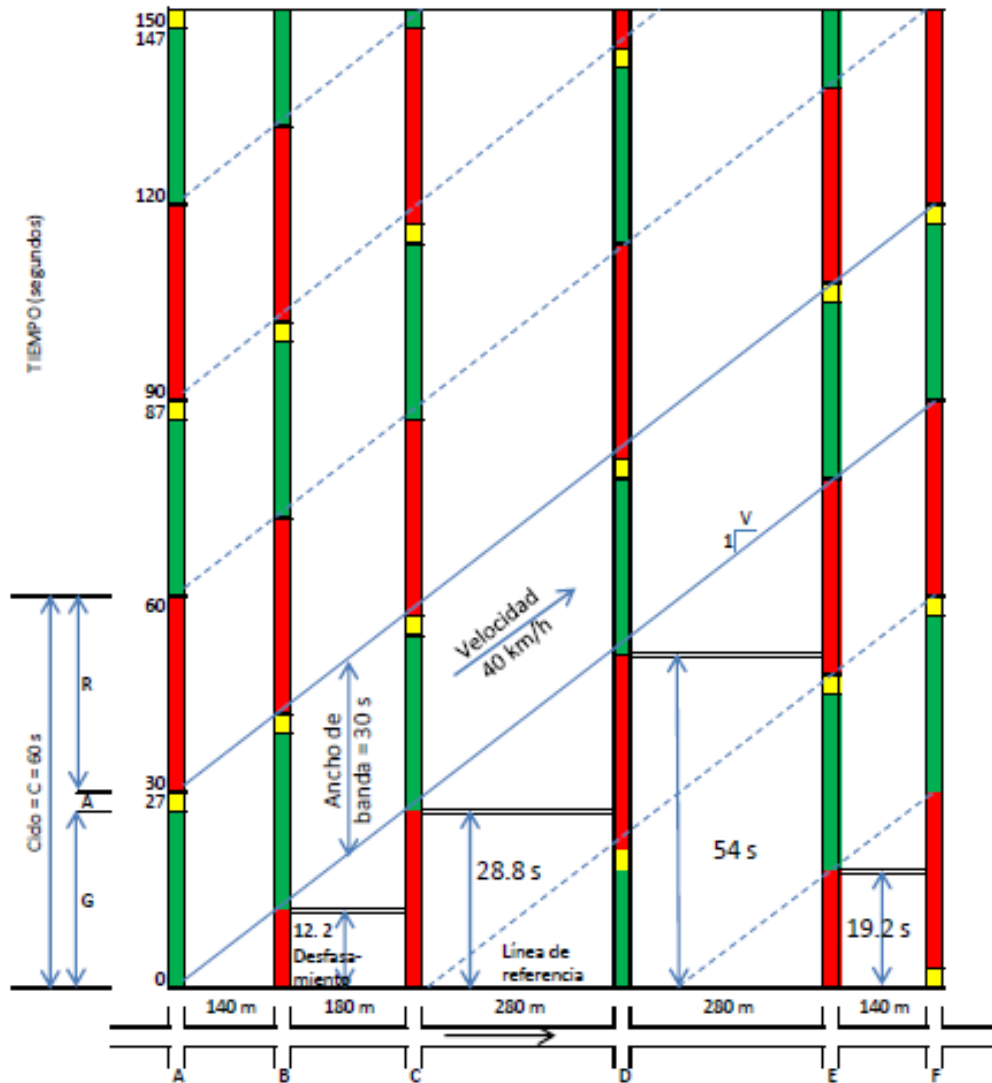 150
147
120
90
87
60
30
27
0
TIEMPO (segundos)
Ciclo = C = 60 s
R
A
G
Ancho de
banda = 30 s
Velocidad
40 km/h
V
1
12. 2
Desfasa-
miento
28.8 s
Línea de
referencia
54 s
19.2 s
140 m
180 m
280 m
280 m
140 m
A
B
C
D
E
F